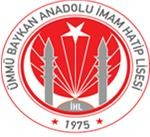 ÜMMÜ BAYKAN ANADOLU İMAM HATİP LİSESİ
İHL
1975